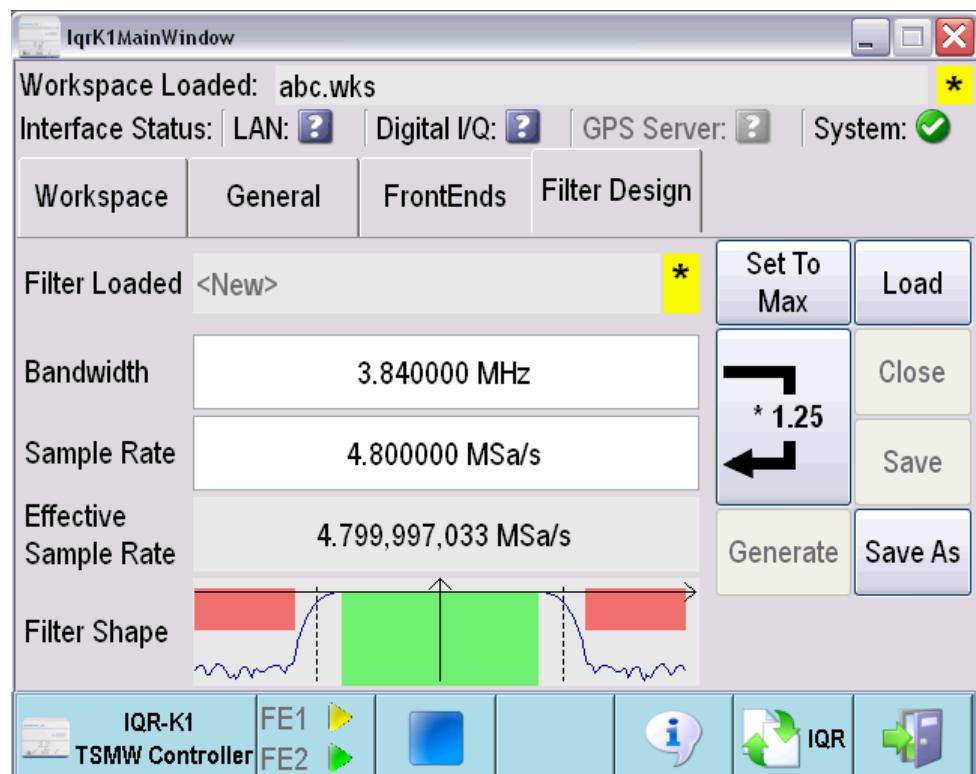 IqrK1MainWindow
Workspace Loaded: abc.wks *
Interface Status: LAN: ? Digital I/Q: ? GPS Server: ? System:
Workspace General FrontEnds Filter Design
Filter Loaded <New> * Set To Max Load
Bandwidth 3.840000 MHz * 1.25 Close
Sample Rate 4.800000 MSa/s Save
Effective Sample Rate 4.799,997,033 MSa/s Generate Save As
Filter Shape
IQR-K1 FE1 i IQR
TSMW Controller FE2